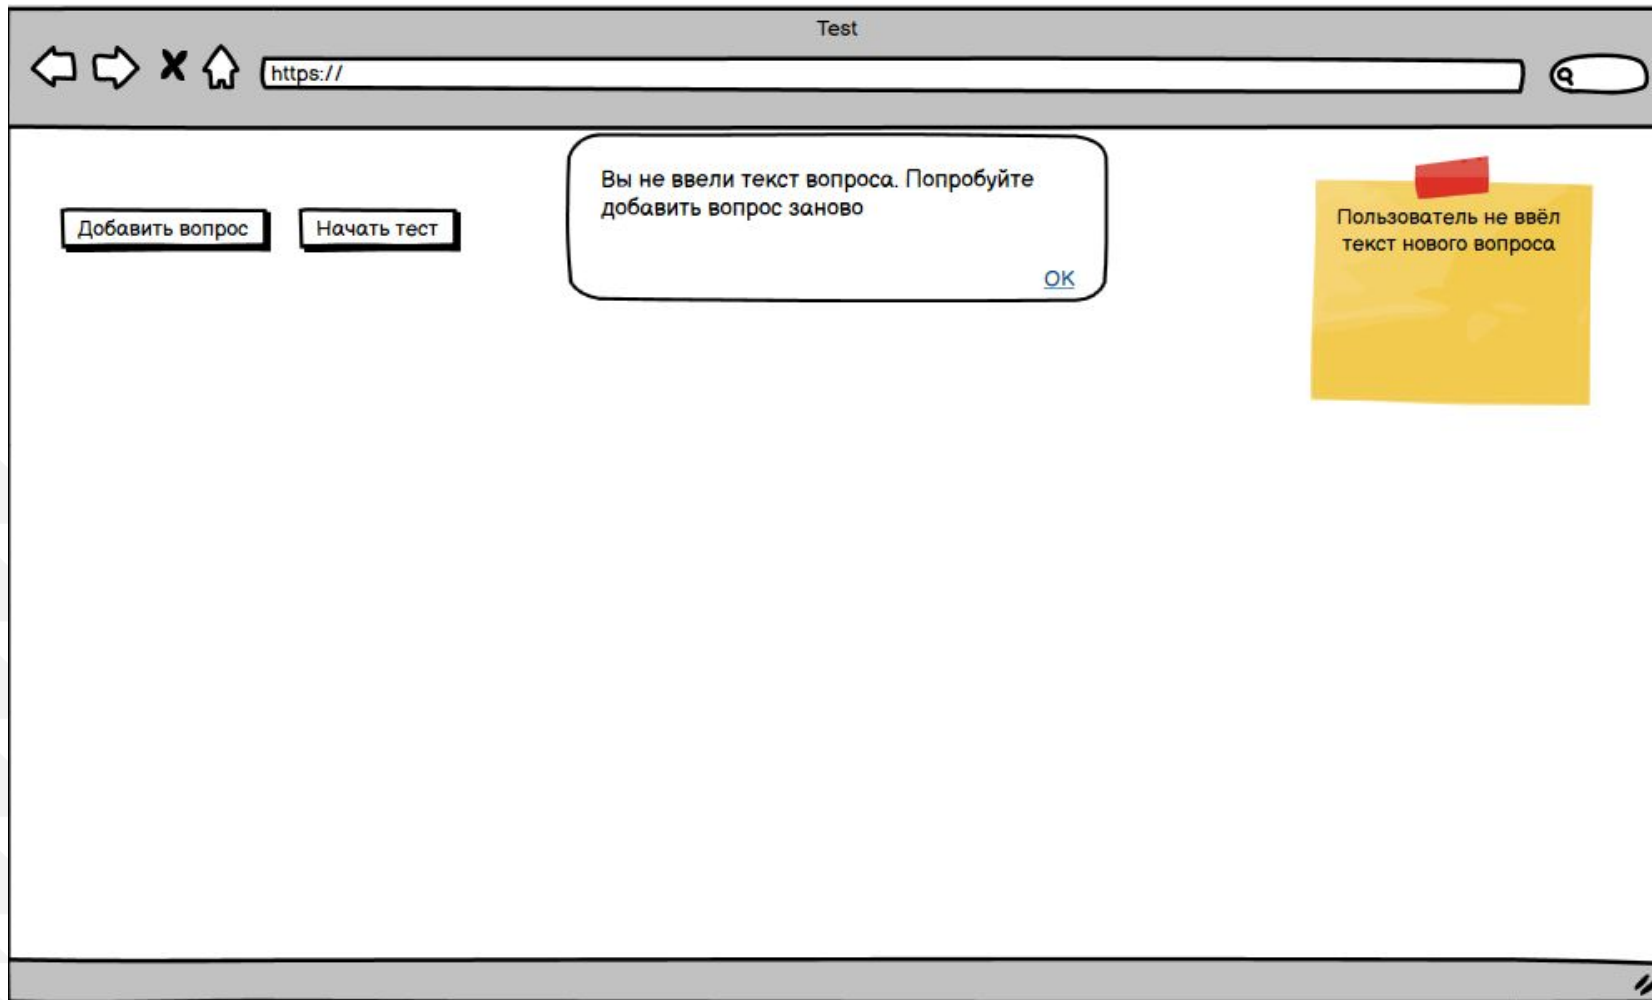 Test
https://
Вы не ввели текст вопроса. Попробуйте
добавить вопрос заново
OK
Добавить вопрос
Начать тест
Пользователь не ввёл
текст нового вопроса